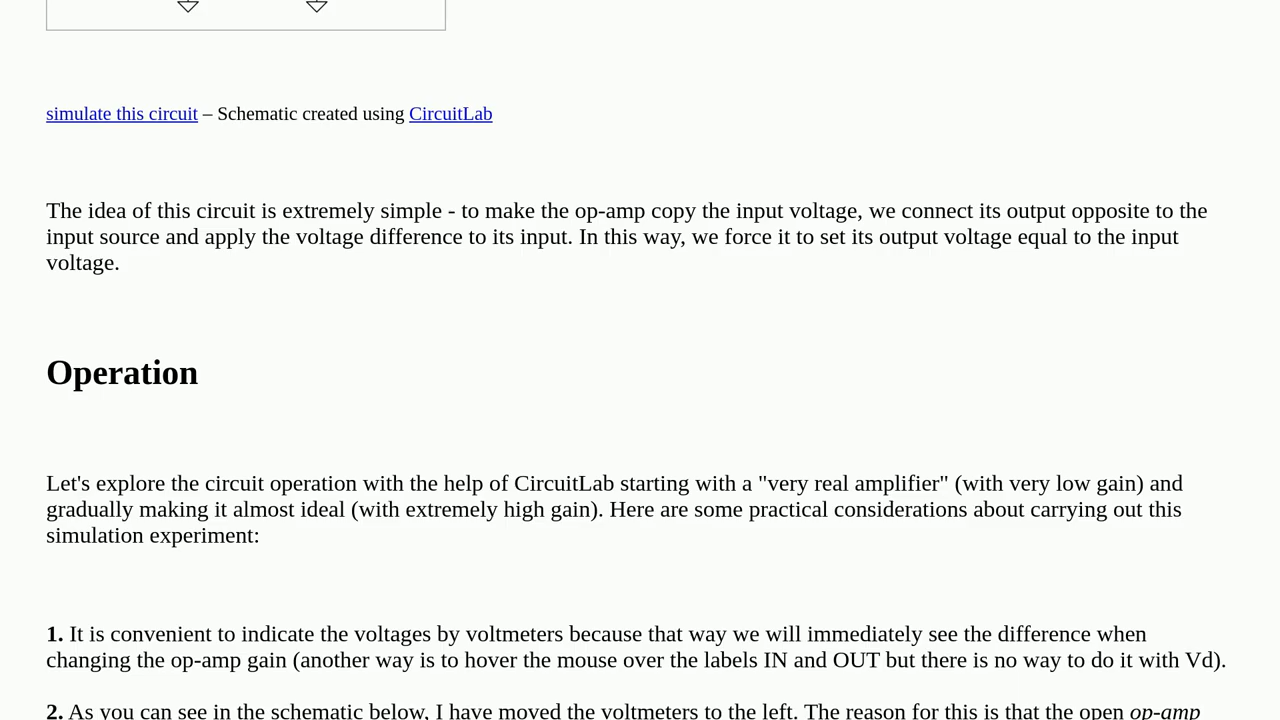 simulate this circuit – Schematic created using CircuitLab
The idea of this circuit is extremely simple - to make the op-amp copy the input voltage, we connect its output opposite to the
input source and apply the voltage difference to its input. In this way, we force it to set its output voltage equal to the input
voltage.
Operation
Let's explore the circuit operation with the help of CircuitLab starting with a "very real amplifier" (with very low gain) and
gradually making it almost ideal (with extremely high gain). Here are some practical considerations about carrying out this
simulation experiment:
1. It is convenient to indicate the voltages by voltmeters because that way we will immediately see the difference when
changing the op-amp gain (another way is to hover the mouse over the labels IN and OUT but there is no way to do it with Vd).
2. As you can see in the schematic below, I have moved the voltmeters to the left. The reason for this is that the open op-amp